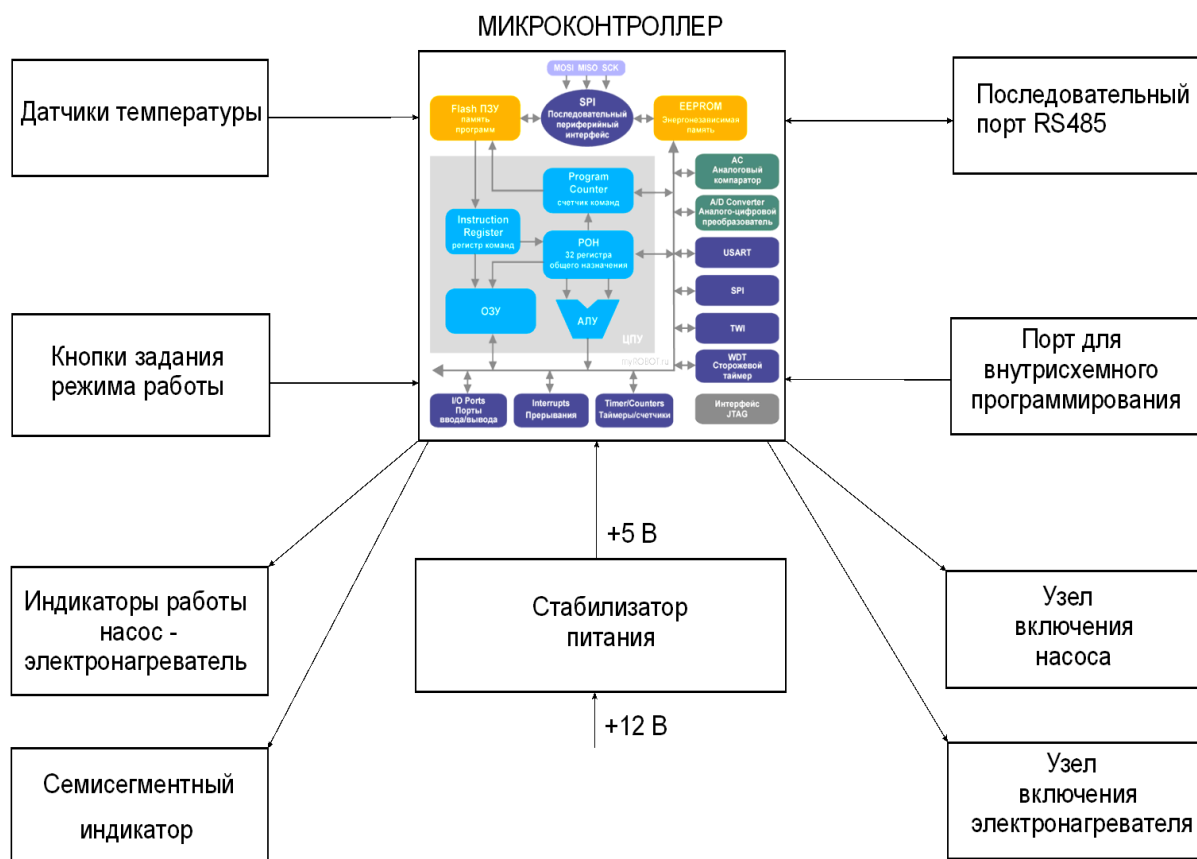 МИКРОКОНТРОЛЛЕР
Датчики температуры
Кнопки задания
режима работы
Индикаторы работы
насос -
электронагреватель
Семисегментный
индикатор
MOSI MISO SCK
SPI
Последовательный
периферийный
интерфейс
Flash ПЗУ
память
программ
EEPROM
Энергонезависимая
память
Program
Counter
счетчик команд
Instruction
Register
регистр команд
РОН
32 регистра
общего назначения
ОЗУ
АЛУ
ЦПУ
myROBOT.ru
AC
Аналоговый
компаратор
A/D Converter
Аналого-цифровой
преобразователь
USART
SPI
TWI
WDT
Сторожевой
таймер
I/O Ports
Порты
ввода/вывода
Interrupts
Прерывания
Timer/Counters
Таймеры/счетчики
Интерфейс
JTAG
+5 В
Стабилизатор
питания
+12 В
Последовательный
порт RS485
Порт для
внутрисхемного
программирования
Узел
включения
насоса
Узел
включения
электронагревателя